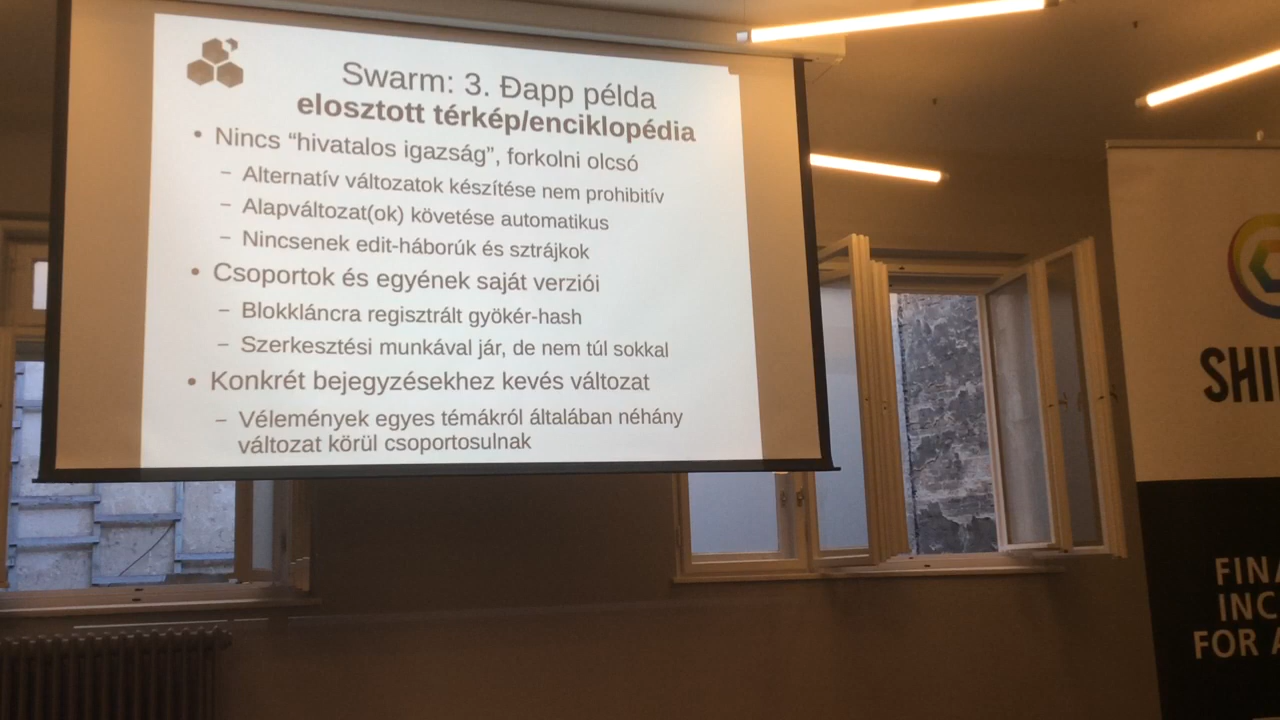 Swarm: 3. Đapp példa
elosztott térkép/enciklopédia
• Nincs “hivatalos igazság”, forkolni olcsó
– Alternatív változatok készítése nem prohibitív
– Alapváltozat(ok) követése automatikus
– Nincsenek edit-háborúk és sztrájkok
• Csoportok és egyének saját verziói
– Blokkláncra regisztrált gyökér-hash
– Szerkesztési munkával jár, de nem túl sokkal
• Konkrét bejegyzésekhez kevés változat
– Vélemények egyes témákról általában néhány
változat körül csoportosulnak
FINA
INC
FOR A